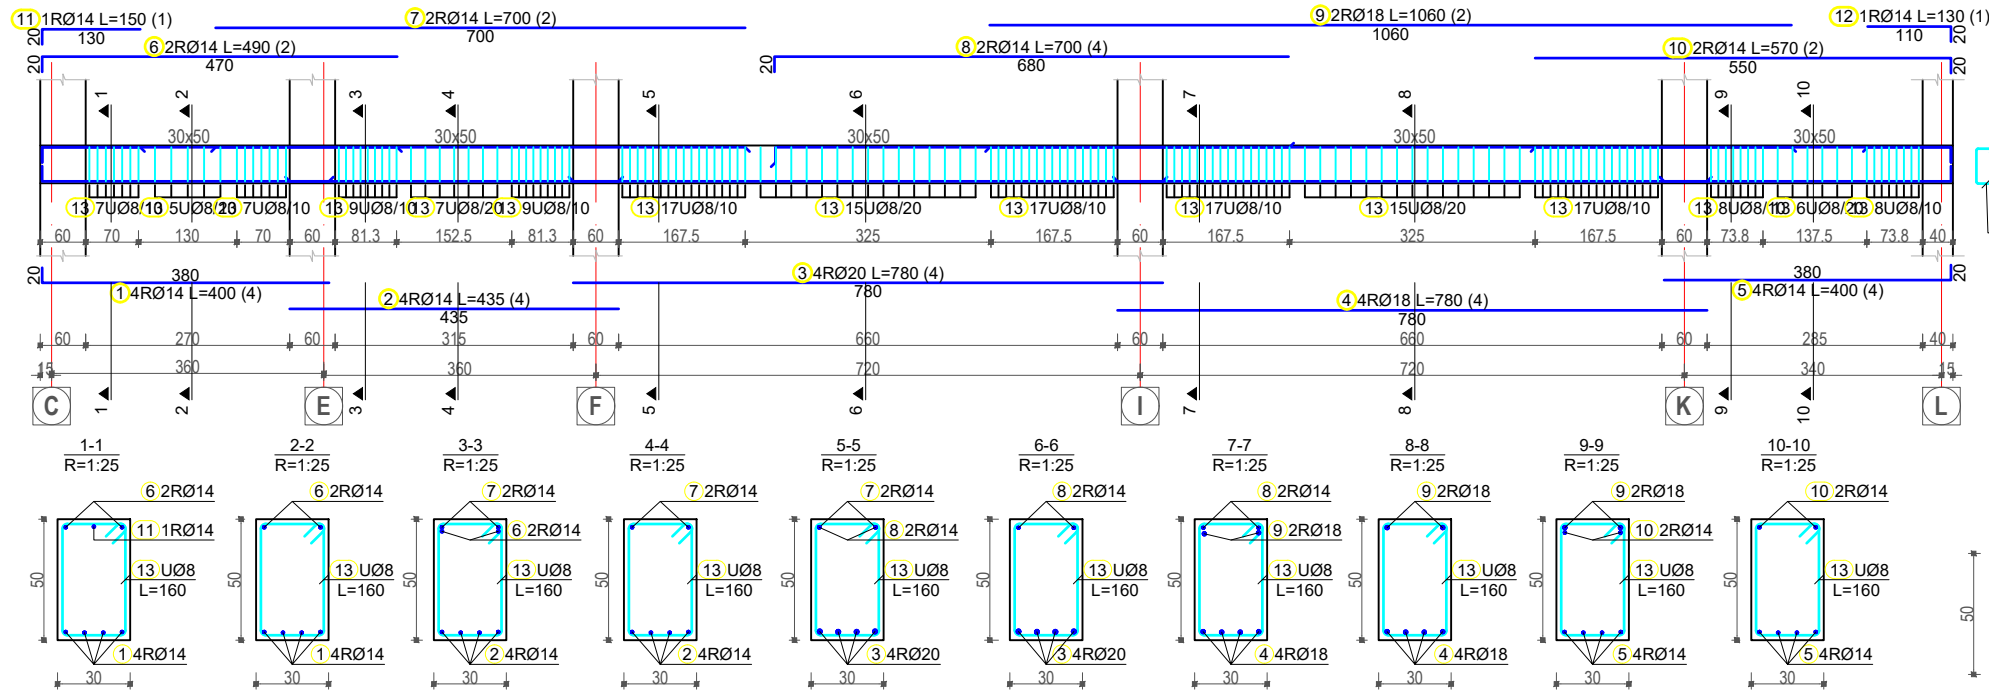 11 1RØ14 L=150 (1)
7 2RØ14 L=700 (2)
9 2RØ18 L=1060 (2)
12 1RØ14 L=130 (1)
20 130
700
1060
110 20
6 2RØ14 L=490 (2)
8 2RØ14 L=700 (4)
10 2RØ14 L=570 (2)
20 470
20 680
550 20
1 2 3 4 5 6 7 8 9 10
30x50 30x50 30x50 30x50 30x50
13 7UØ8/10 13 5UØ8/20 13 7UØ8/10 13 9UØ8/10 13 7UØ8/20 13 9UØ8/10 13 17UØ8/10 13 15UØ8/20 13 17UØ8/10 13 17UØ8/10 13 15UØ8/20 13 17UØ8/10 13 8UØ8/10 13 6UØ8/20 13 8UØ8/10
60 70 130 70 60 81.3 152.5 81.3 60 167.5 325 167.5 60 167.5 325 167.5 60 73.8 137.5 73.8 40
20 380
3 4RØ20 L=780 (4)
380 20
1 4RØ14 L=400 (4)
780
5 4RØ14 L=400 (4)
2 4RØ14 L=435 (4)
4 4RØ18 L=780 (4)
435
780
60 270 60 315 60 660 60 660 60 285 40
15 360 360 720 720 340 15
1 2 3 4 5 6 7 8 9 10
C E F I K L
1-1 2-2 3-3 4-4 5-5 6-6 7-7 8-8 9-9 10-10
R=1:25 R=1:25 R=1:25 R=1:25 R=1:25 R=1:25 R=1:25 R=1:25 R=1:25 R=1:25
6 2RØ14 6 2RØ14 7 2RØ14 7 2RØ14 7 2RØ14 8 2RØ14 8 2RØ14 9 2RØ18 9 2RØ18 10 2RØ14
11 1RØ14 6 2RØ14 8 2RØ14 9 2RØ18 10 2RØ14
50 13 UØ8 50 13 UØ8 50 13 UØ8 50 13 UØ8 50 13 UØ8 50 13 UØ8 50 13 UØ8 50 13 UØ8 50 13 UØ8 50 13 UØ8
L=160 L=160 L=160 L=160 L=160 L=160 L=160 L=160 L=160 L=160
50
1 4RØ14 1 4RØ14 2 4RØ14 2 4RØ14 3 4RØ20 3 4RØ20 4 4RØ18 4 4RØ18 5 4RØ14 5 4RØ14
30 30 30 30 30 30 30 30 30 30